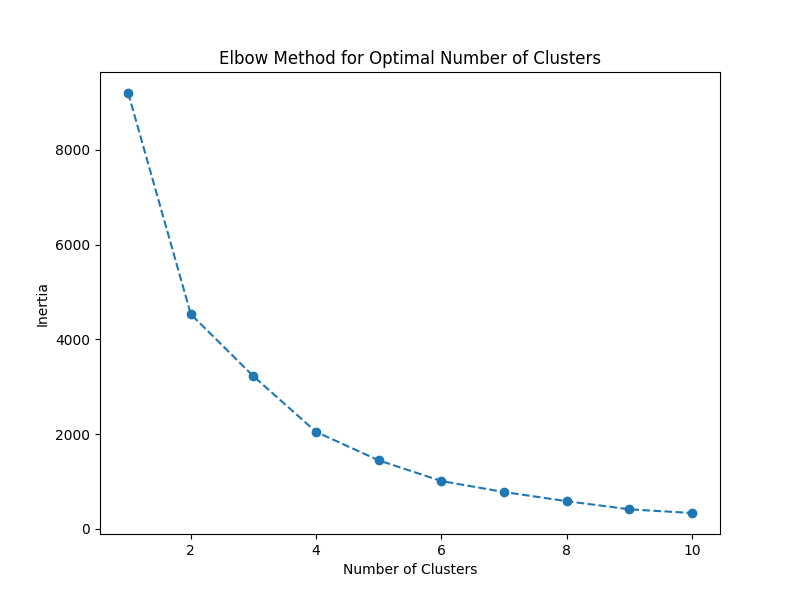 Elbow Method for Optimal Number of Clusters
8000
6000
4000
2000
0
Inertia
2 4 6 8 10
Number of Clusters